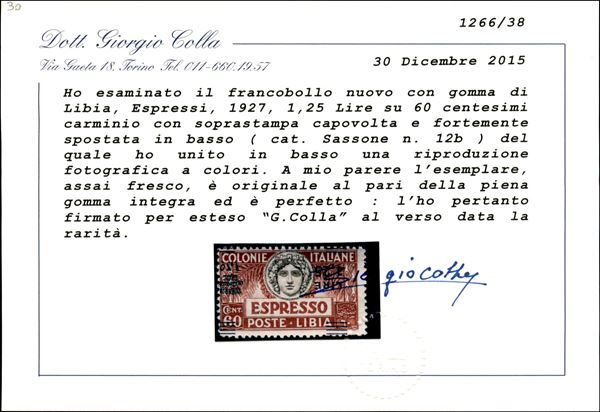 30
1266/38
Dott. Giorgio Colla
Via Gaeta 18, Torino Tel. 011-660.19.57
30 Dicembre 2015
Ho esaminato il francobollo nuovo con gomma di
Libia, Espressi, 1927, 1,25 Lire su 60 centesimi
carminio con soprastampa capovolta e fortemente
spostata in basso ( cat. Sassone n. 12b ) del
quale ho unito in basso una riproduzione
fotografica a colori. A mio parere l'esemplare,
assai fresco, è originale al pari della piena
gomma integra ed è perfetto : l'ho pertanto
firmato per esteso "G.Colla" al verso data la
rarità.
COLONIE ITALIANE
ESPRESSO
CENT. 60
POSTE · LIBIA